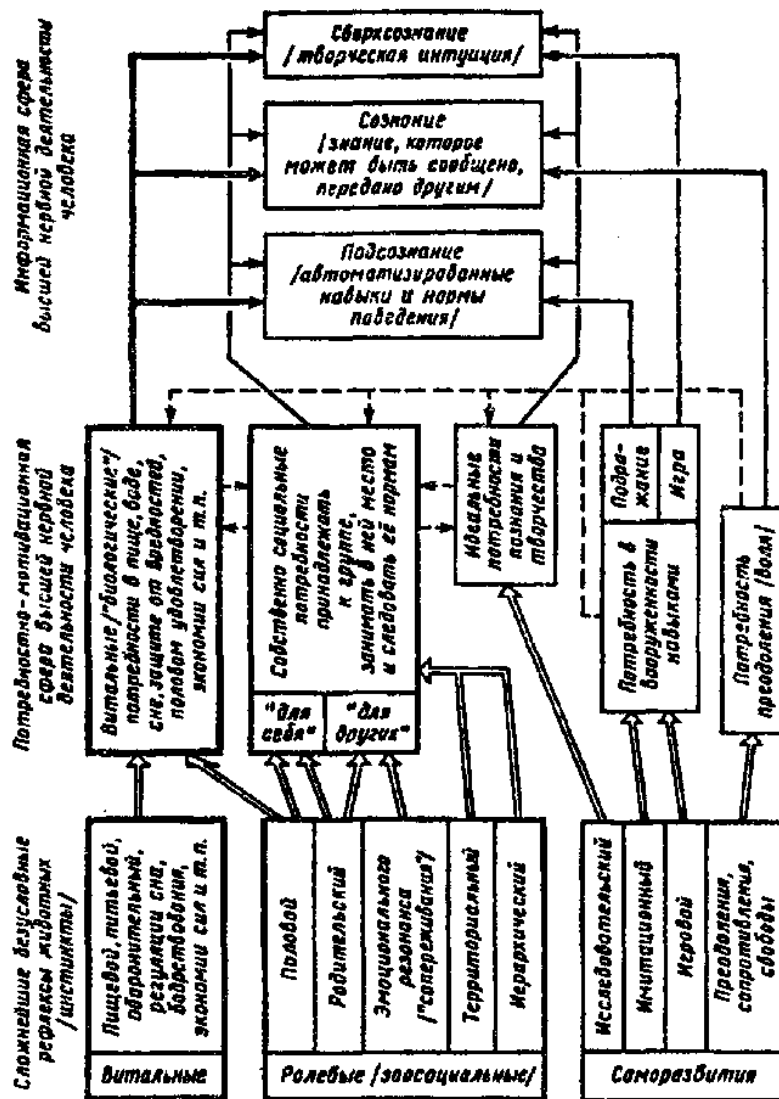 Информационная сфера
высшей нервной деятельности
человека
Сверхсознание
/творческая интуиция/
Сознание
/знание, которое
может быть сообщено,
передано другим/
Подсознание
/автоматизированные
навыки и нормы
поведения/
Потребностно-мотивационная
сфера высшей нервной
деятельности человека
Витальные/"биологические"/
потребности в пище, воде,
сне, защите от вредностей,
половом удовлетворении,
экономии сил и т.п.
Собственно социальные
потребности
принадлежать
к группе,
занимать в ней место
и следовать её нормам
"для
себя"
"для
других"
Идеальные
потребности
познания и
творчества
Потребность в
вооруженности
навыками
Подра-
жание
Игра
Потребность
преодоления /воля/
Сложнейшие безусловные
рефлексы животных
/инстинкты/
Пищевой, питьевой,
оборонительный,
регуляции сна,
бодрствования,
экономии сил и т.п.
Витальные
Половой
Родительский
Эмоционального
резонанса
/"сопереживания"/
Территориальный
Иерархический
Ролевые /зоосоциальные/
Исследовательский
Имитационный
Игровой
Преодоления,
сопротивления,
свободы
Саморазвития